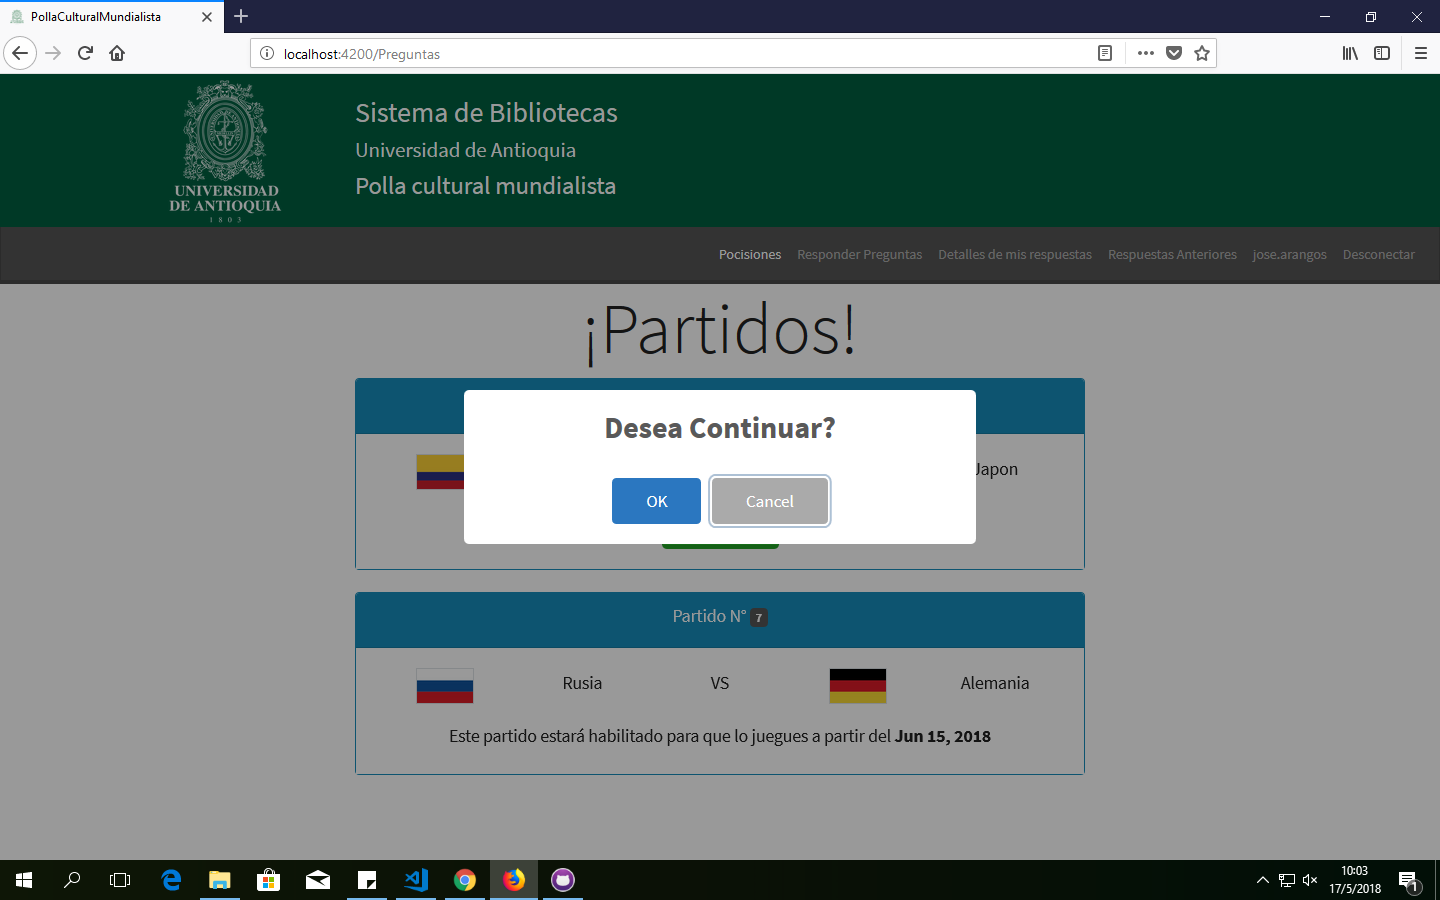 PollaCulturalMundialista
localhost:4200/Preguntas
Sistema de Bibliotecas
Universidad de Antioquia
Polla cultural mundialista
UNIVERSIDAD
DE ANTIOQUIA
1803
Pocisiones Responder Preguntas Detalles de mis respuestas Respuestas Anteriores jose.arangos Desconectar
¡Partidos!
Desea Continuar?
Japon
OK Cancel
Partido N° 7
Rusia VS Alemania
Este partido estará habilitado para que lo juegues a partir del Jun 15, 2018
10:03
17/5/2018
1